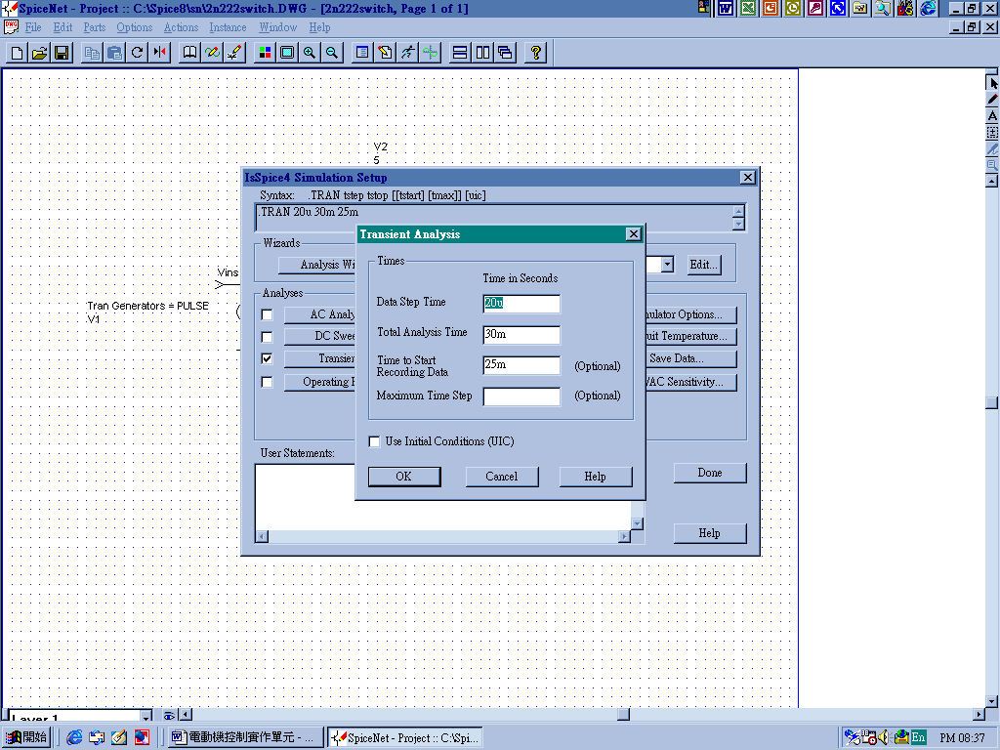 SpiceNet - Project :: C:\Spice8\sn\2n222switch.DWG - [2n222switch, Page 1 of 1]
File Edit Parts Options Actions Instance Window Help
V2
5
IsSpice4 Simulation Setup
Syntax: .TRAN tstep tstop [[tstart] [tmax]] [uic]
.TRAN 20u 30m 25m
Wizards
Analysis Wi
Edit...
Analyses
AC Analy
DC Swee
Transien
Operating
ulator Options...
uit Temperature...
Save Data...
/AC Sensitivity...
User Statements:
Done
Help
Transient Analysis
Times
Time in Seconds
Data Step Time 20u
Total Analysis Time 30m
Time to Start Recording Data 25m (Optional)
Maximum Time Step (Optional)
Use Initial Conditions (UIC)
OK Cancel Help
Vins
Tran Generators = PULSE
V1
Layer 1
開始
電動機控制實作單元 - ...
SpiceNet - Project :: C:\Spi...
En
PM 08:37